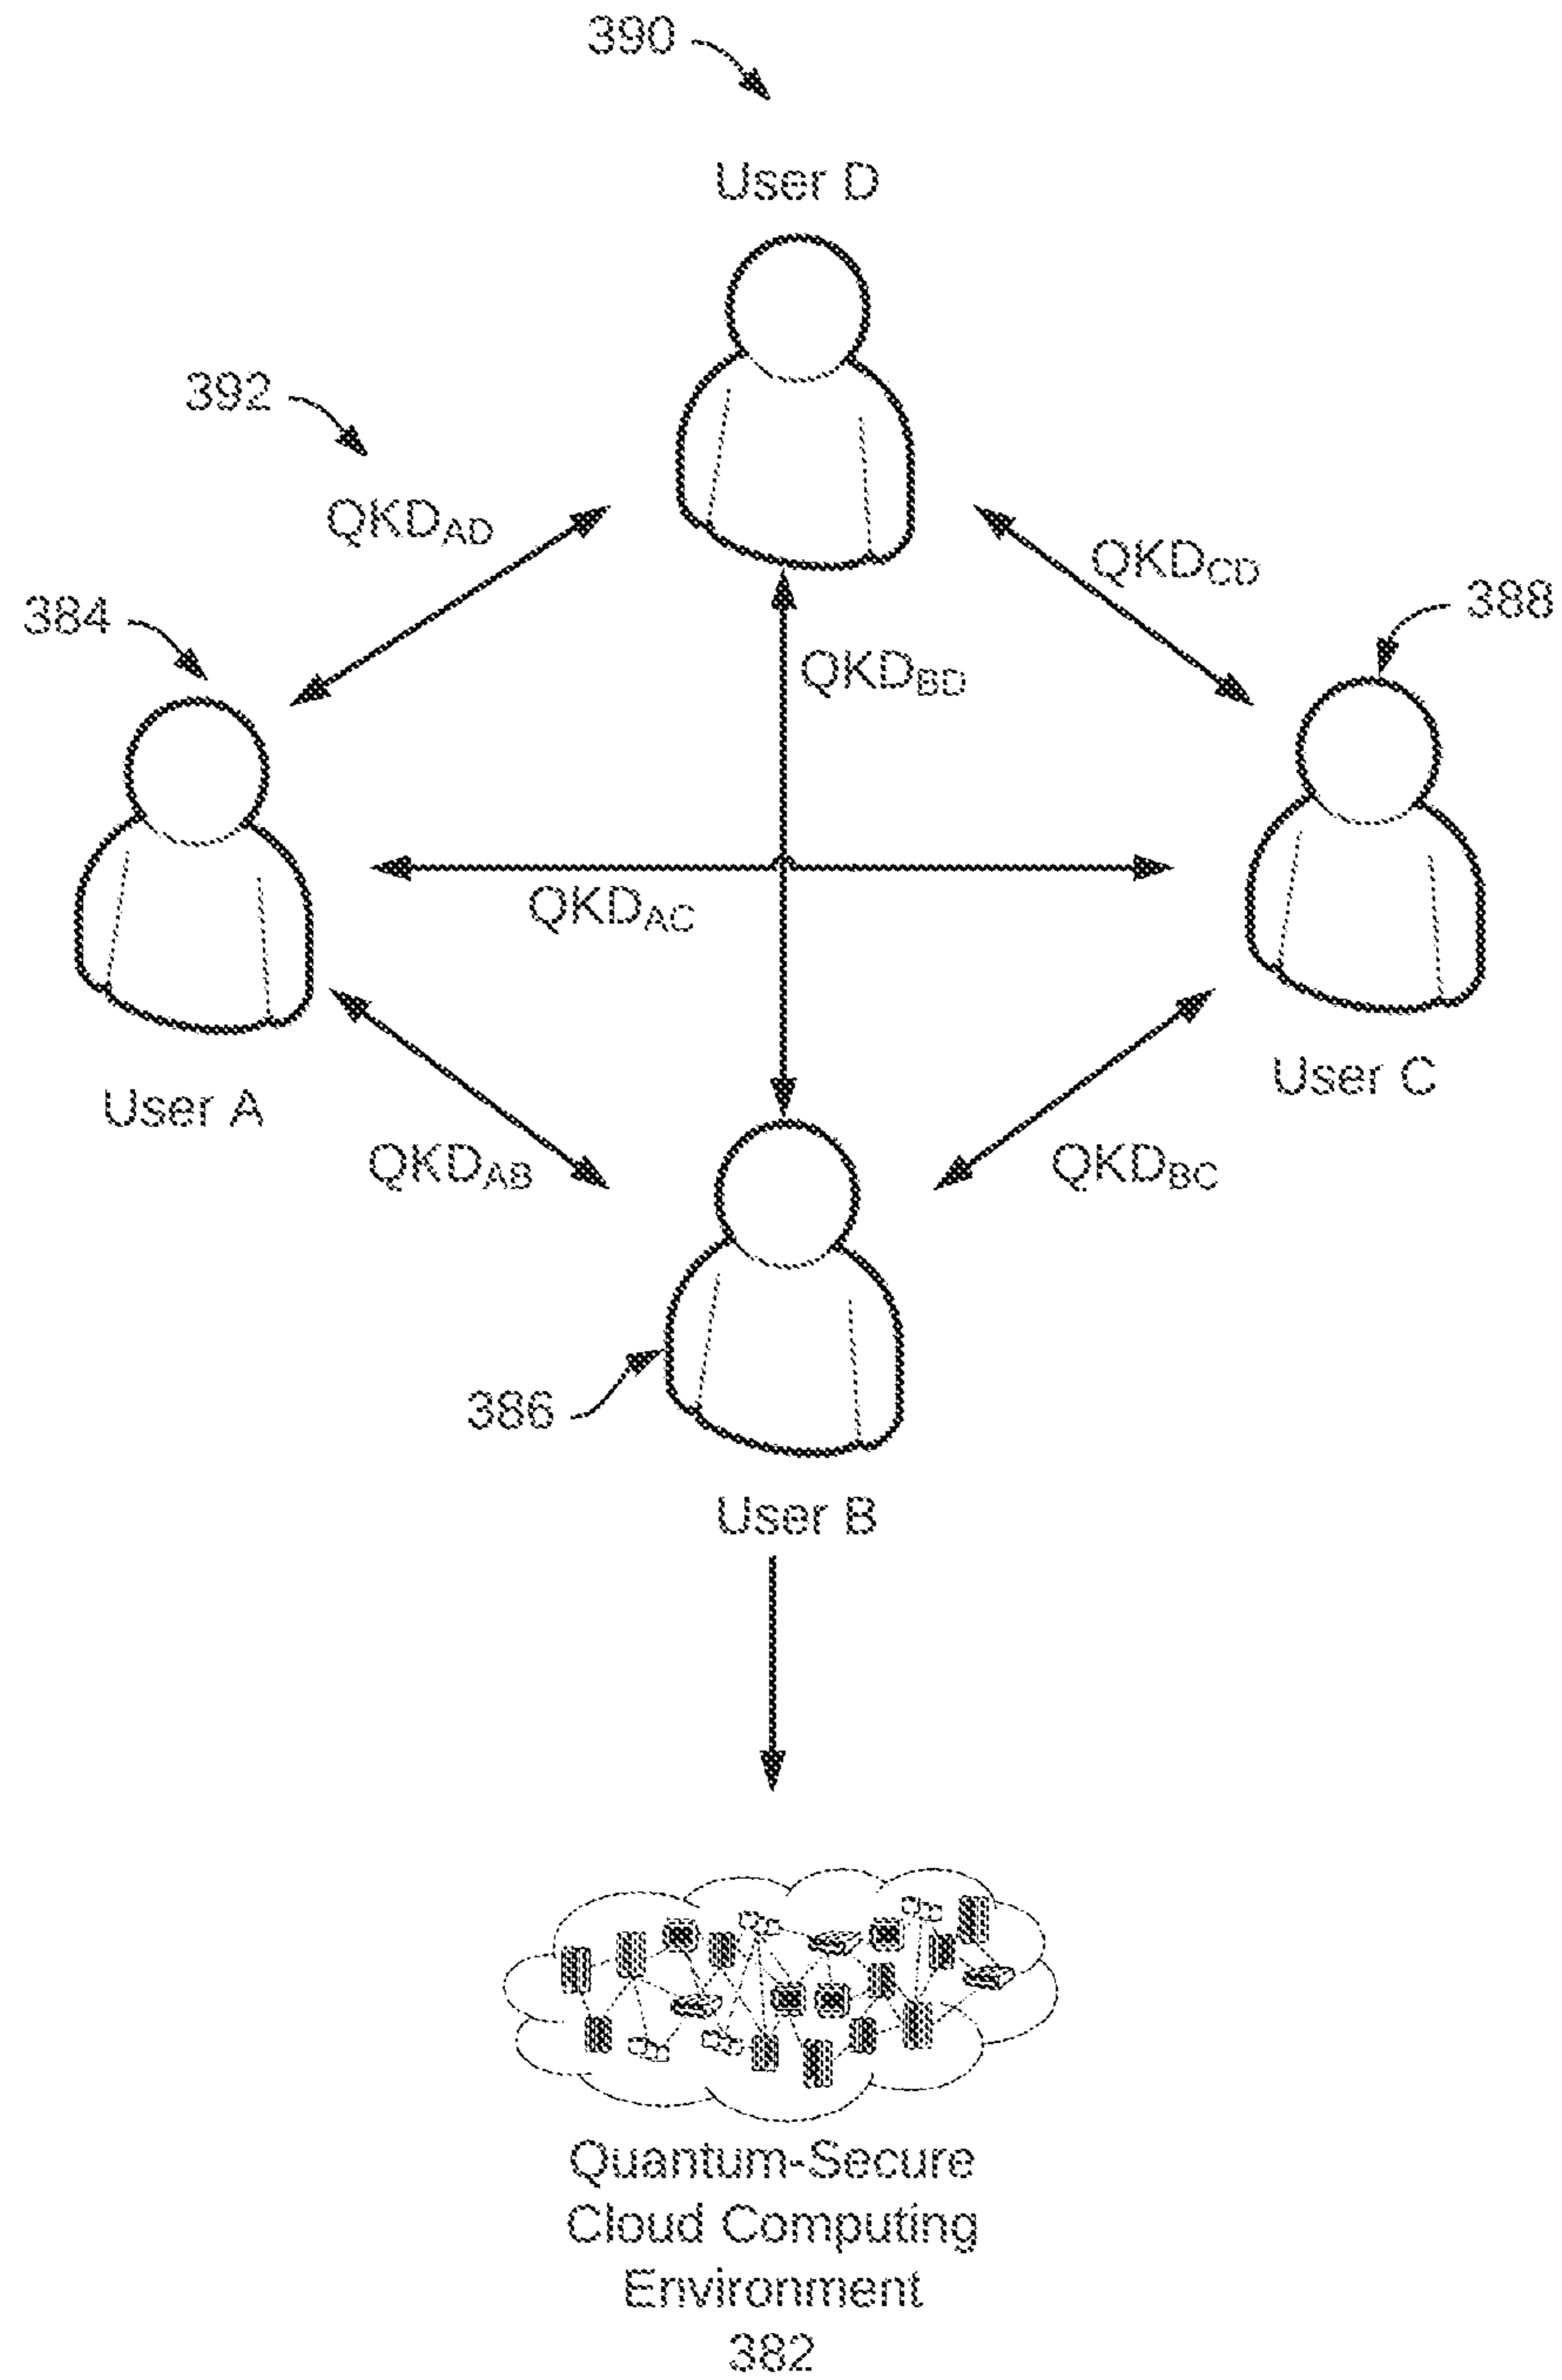 390
User D
392
QKDAD
QKDCD
384
388
QKDBD
QKDAC
User A
User C
QKDAB
QKDBC
386
User B
Quantum-Secure
Cloud Computing
Environment
382